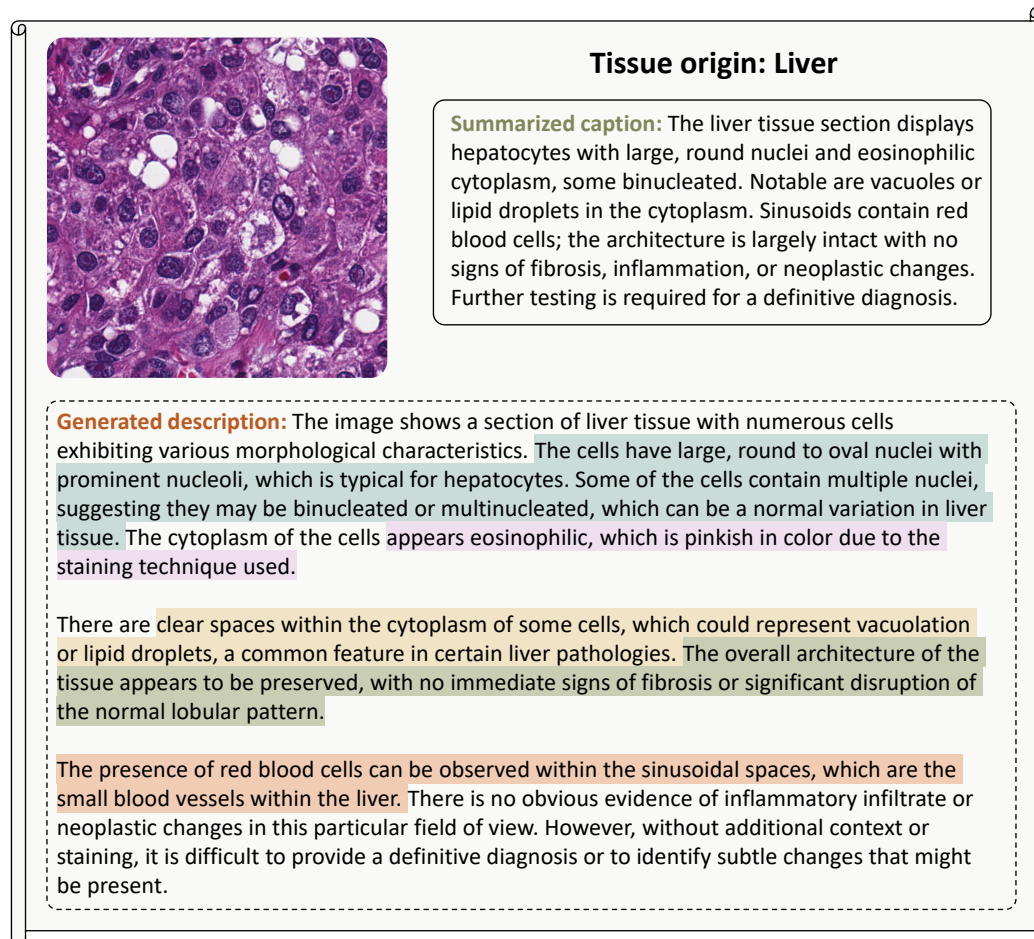 Tissue origin: Liver
Summarized caption: The liver tissue section displays
hepatocytes with large, round nuclei and eosinophilic
cytoplasm, some binucleated. Notable are vacuoles or
lipid droplets in the cytoplasm. Sinusoids contain red
blood cells; the architecture is largely intact with no
signs of fibrosis, inflammation, or neoplastic changes.
Further testing is required for a definitive diagnosis.
Generated description: The image shows a section of liver tissue with numerous cells
exhibiting various morphological characteristics. The cells have large, round to oval nuclei with
prominent nucleoli, which is typical for hepatocytes. Some of the cells contain multiple nuclei,
suggesting they may be binucleated or multinucleated, which can be a normal variation in liver
tissue. The cytoplasm of the cells appears eosinophilic, which is pinkish in color due to the
staining technique used.
There are clear spaces within the cytoplasm of some cells, which could represent vacuolation
or lipid droplets, a common feature in certain liver pathologies. The overall architecture of the
tissue appears to be preserved, with no immediate signs of fibrosis or significant disruption of
the normal lobular pattern.
The presence of red blood cells can be observed within the sinusoidal spaces, which are the
small blood vessels within the liver. There is no obvious evidence of inflammatory infiltrate or
neoplastic changes in this particular field of view. However, without additional context or
staining, it is difficult to provide a definitive diagnosis or to identify subtle changes that might
be present.